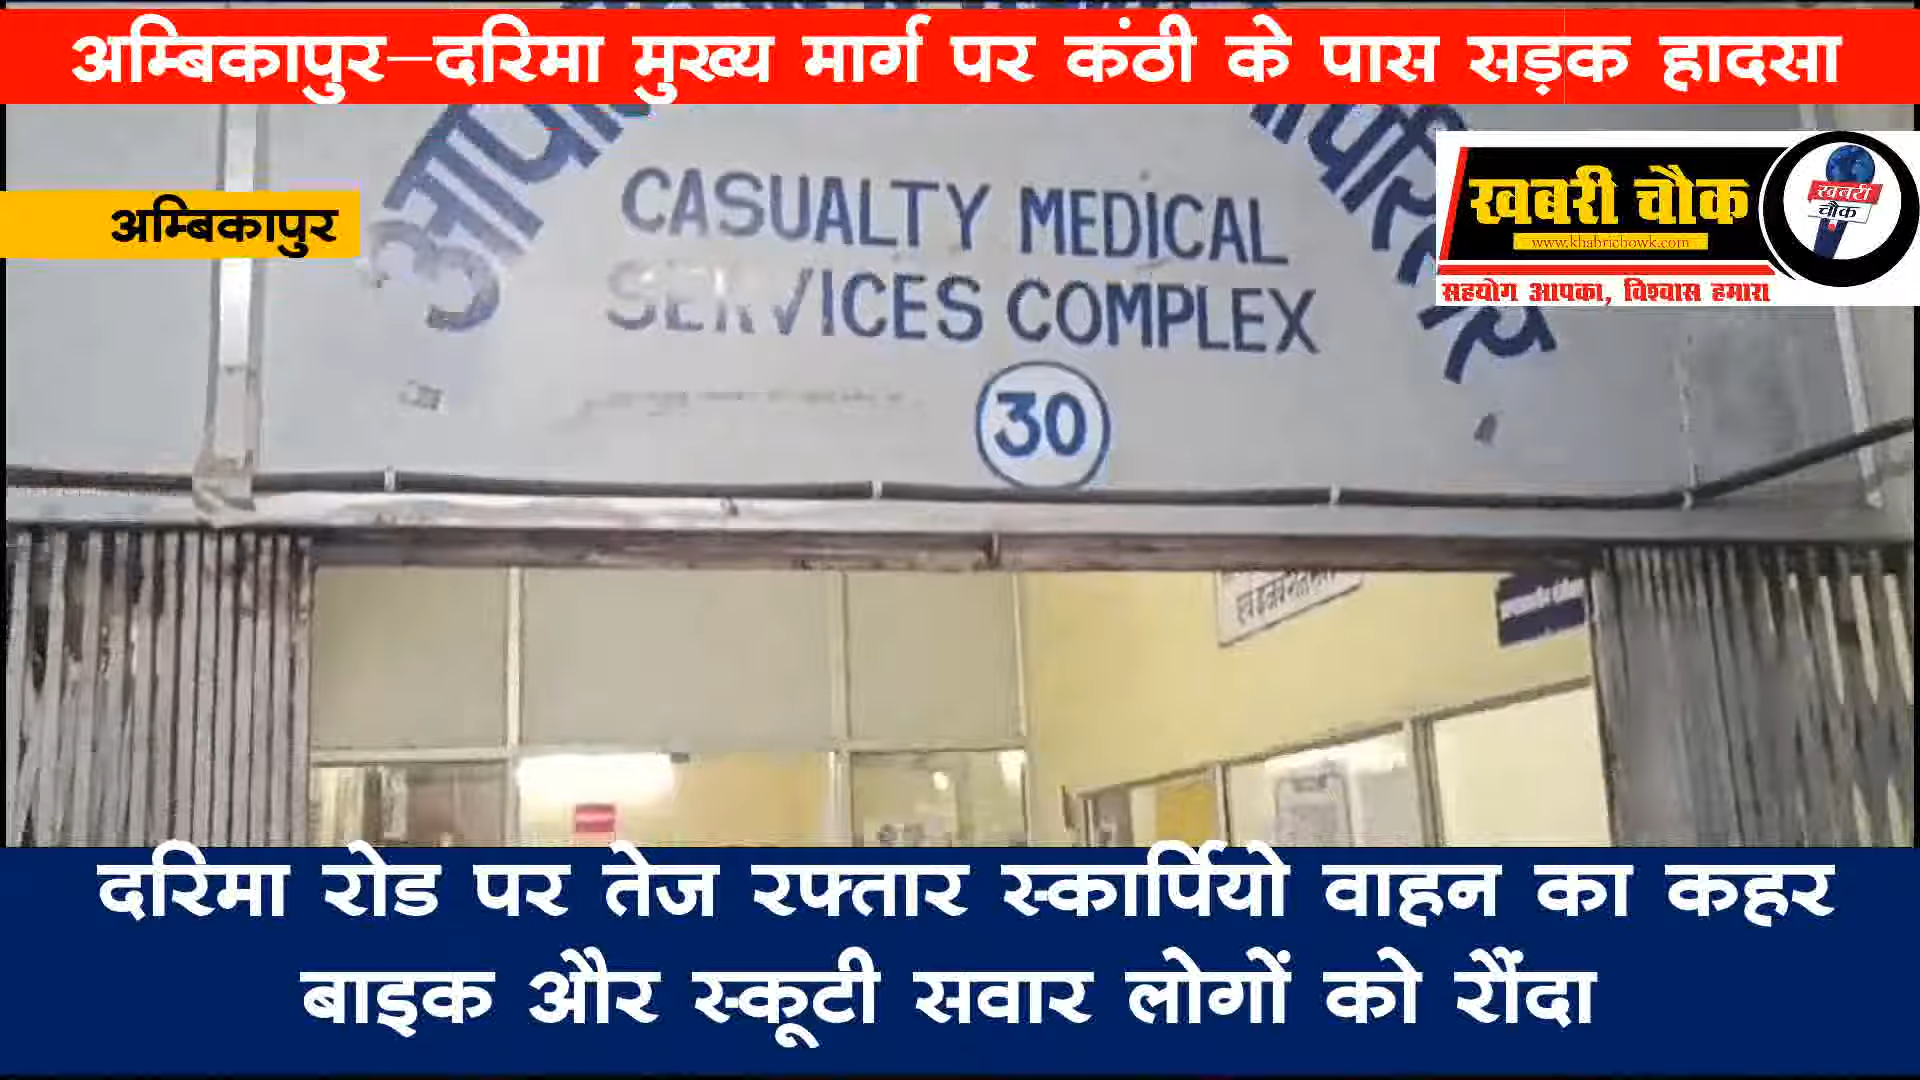 अम्बिकापुर-दरिमा मुख्य मार्ग पर कंठी के पास सड़क हादसा
अम्बिकापुर
खबरी चौक
www.khabrichowk.com
सहयोग आपका, विश्वास हमारा
खबरी
चौक
CASUALTY MEDICAL
SERVICES COMPLEX
30
दरिमा रोड पर तेज रफ्तार स्कार्पियो वाहन का कहर
बाइक और स्कूटी सवार लोगों को रौंदा